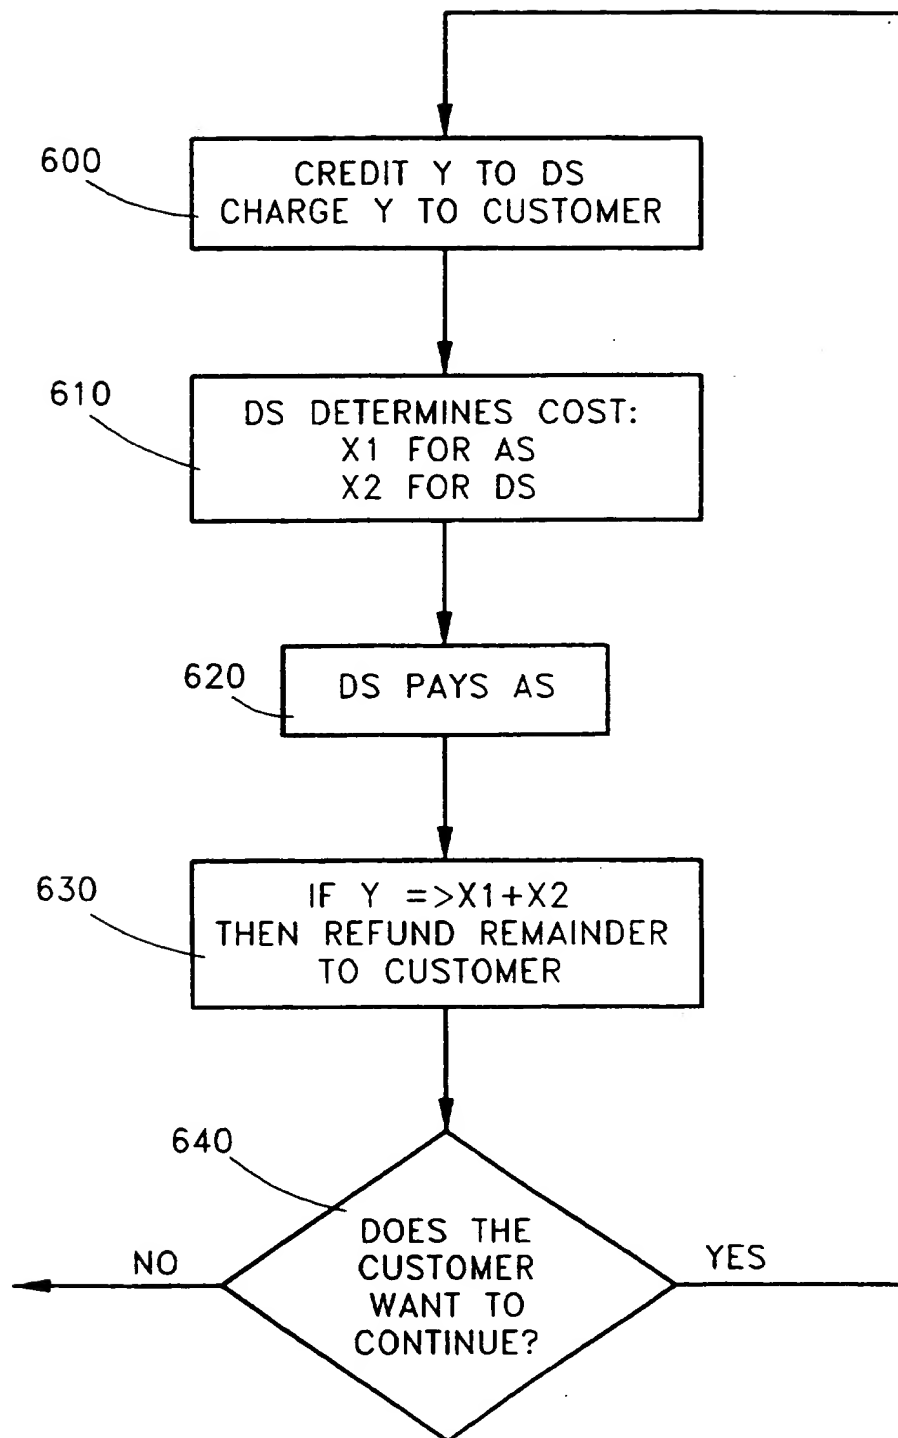 600
CREDIT Y TO DS
CHARGE Y TO CUSTOMER
610
DS DETERMINES COST:
X1 FOR AS
X2 FOR DS
620
DS PAYS AS
630
IF Y =>X1+X2
THEN REFUND REMAINDER
TO CUSTOMER
640
DOES THE
CUSTOMER
WANT TO
CONTINUE?
NO
YES